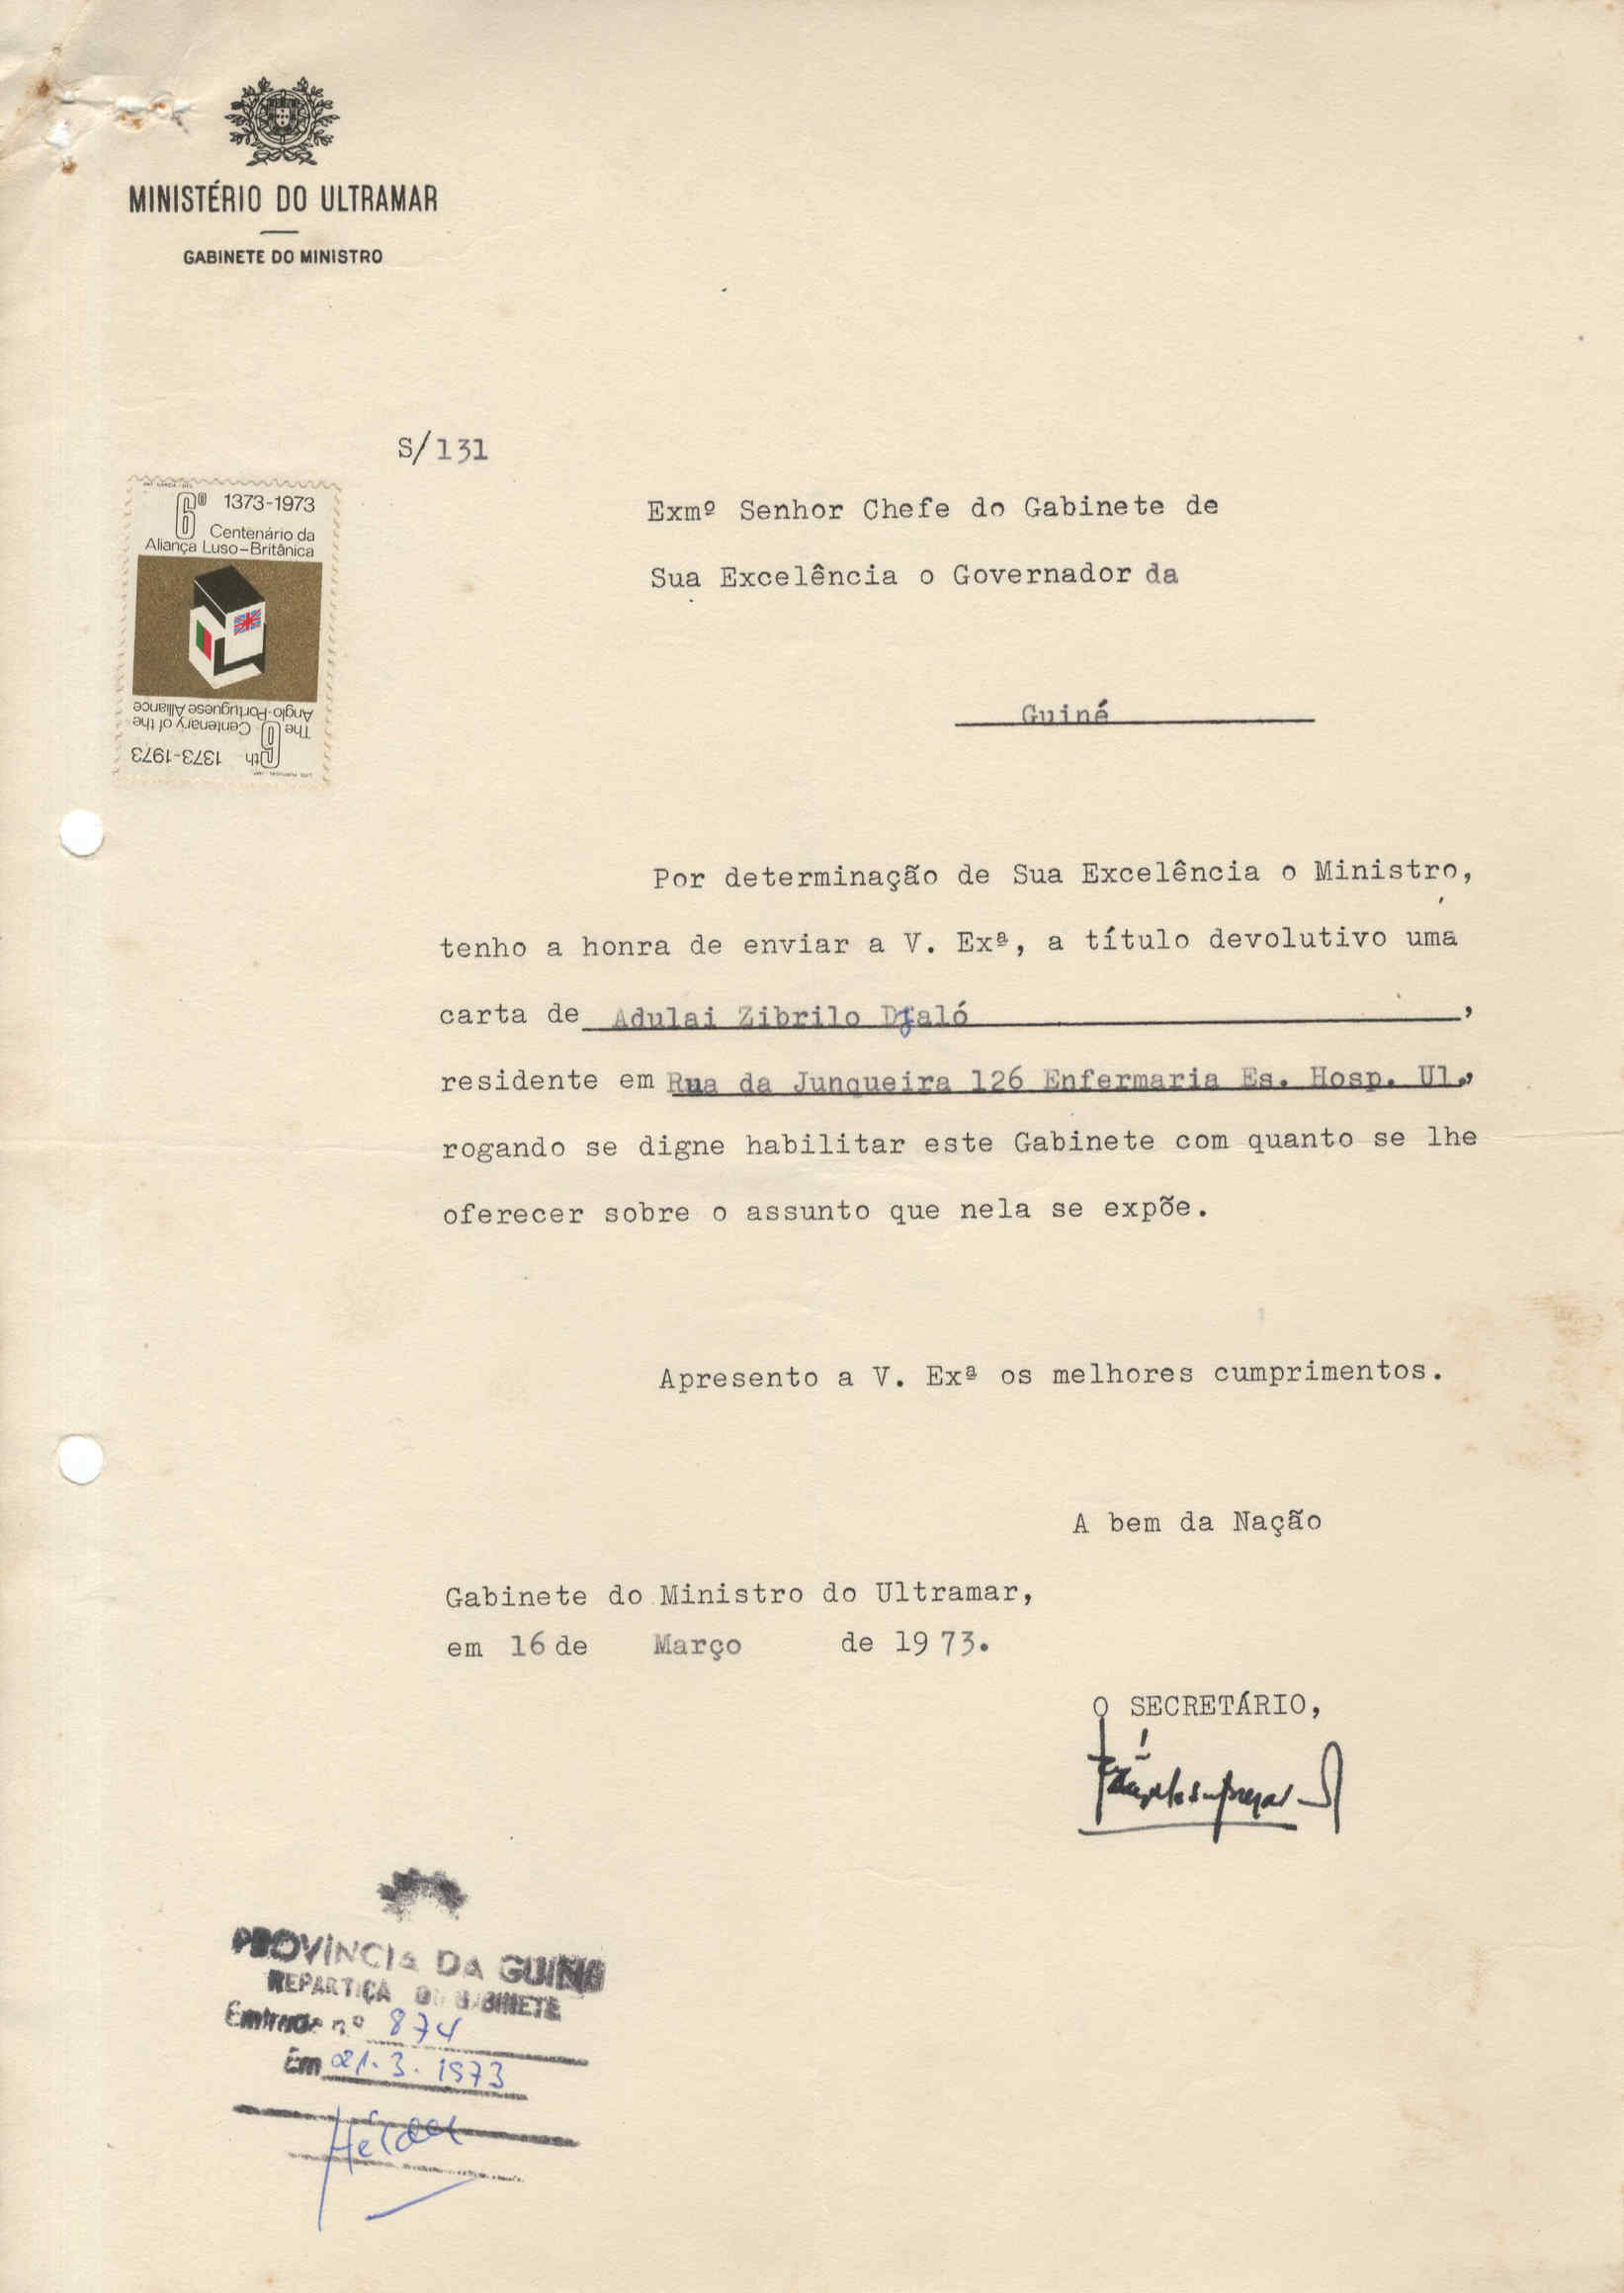 MINISTÉRIO DO ULTRAMAR
GABINETE DO MINISTRO
S/131
6º 1373-1973
Centenário da
Aliança Luso-Britânica
1373-1973 6th
The Centenary of the
Anglo-Portuguese Alliance
Exmº Senhor Chefe do Gabinete de
Sua Excelência o Governador da
Guiné
Por determinação de Sua Excelência o Ministro,
tenho a honra de enviar a V. Exª, a título devolutivo uma
carta de Adulai Zibrilo Djaló,
residente em Rua da Junqueira 126 Enfermaria Es. Hosp. Ul.,
rogando se digne habilitar este Gabinete com quanto se lhe
oferecer sobre o assunto que nela se expõe.
Apresento a V. Exª os melhores cumprimentos.
A bem da Nação
Gabinete do Ministro do Ultramar,
em 16 de Março de 1973.
O SECRETÁRIO,
PROVÍNCIA DA GUINÉ
REPARTIÇÃ DO GABINETE
Entrada nº 874
Em 21.3.1973